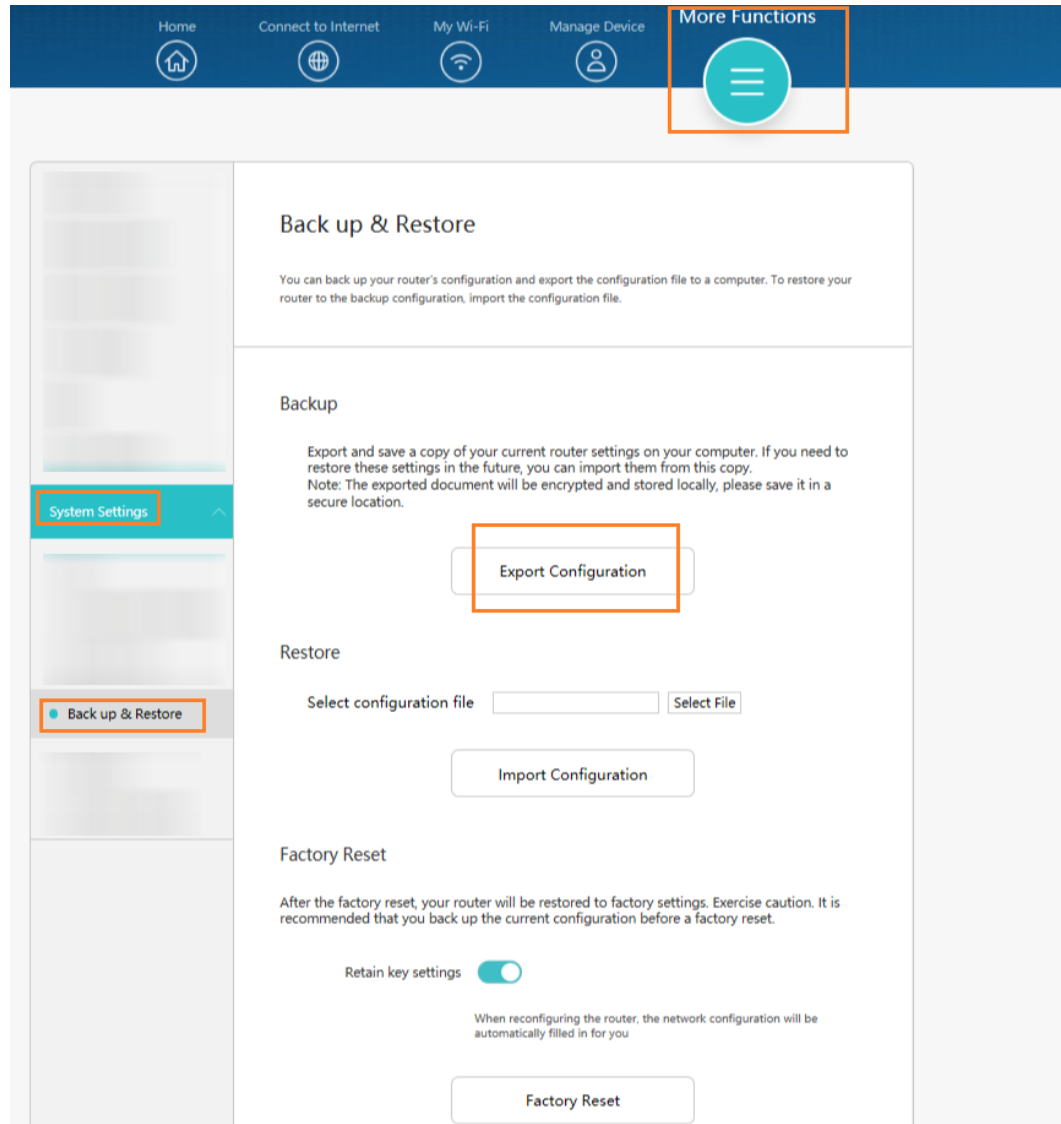 Home
Connect to Internet
My Wi-Fi
Manage Device
More Functions
Back up & Restore
You can back up your router's configuration and export the configuration file to a computer. To restore your
router to the backup configuration, import the configuration file.
Backup
Export and save a copy of your current router settings on your computer. If you need to
restore these settings in the future, you can import them from this copy.
Note: The exported document will be encrypted and stored locally, please save it in a
secure location.
System Settings
Export Configuration
Restore
Select configuration file
Select File
Back up & Restore
Import Configuration
Factory Reset
After the factory reset, your router will be restored to factory settings. Exercise caution. It is
recommended that you back up the current configuration before a factory reset.
Retain key settings
When reconfiguring the router, the network configuration will be
automatically filled in for you
Factory Reset